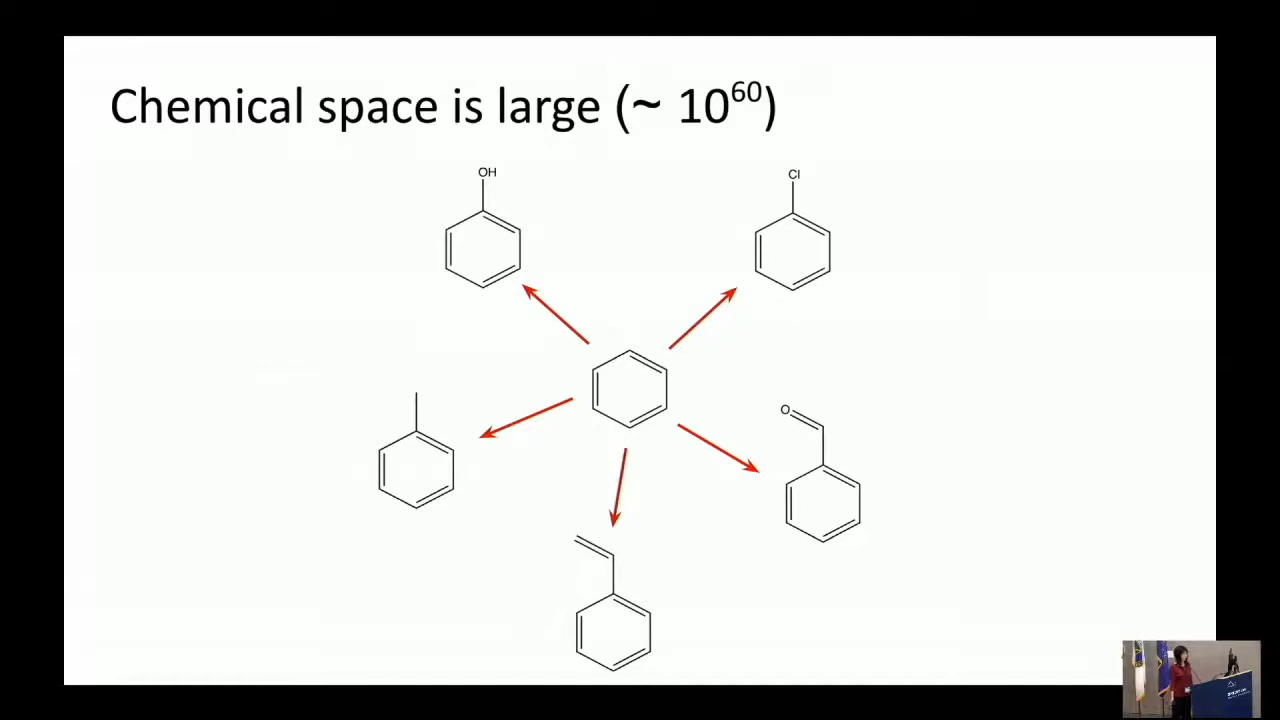 Chemical space is large (~ 10⁶⁰)
OH
Cl
O